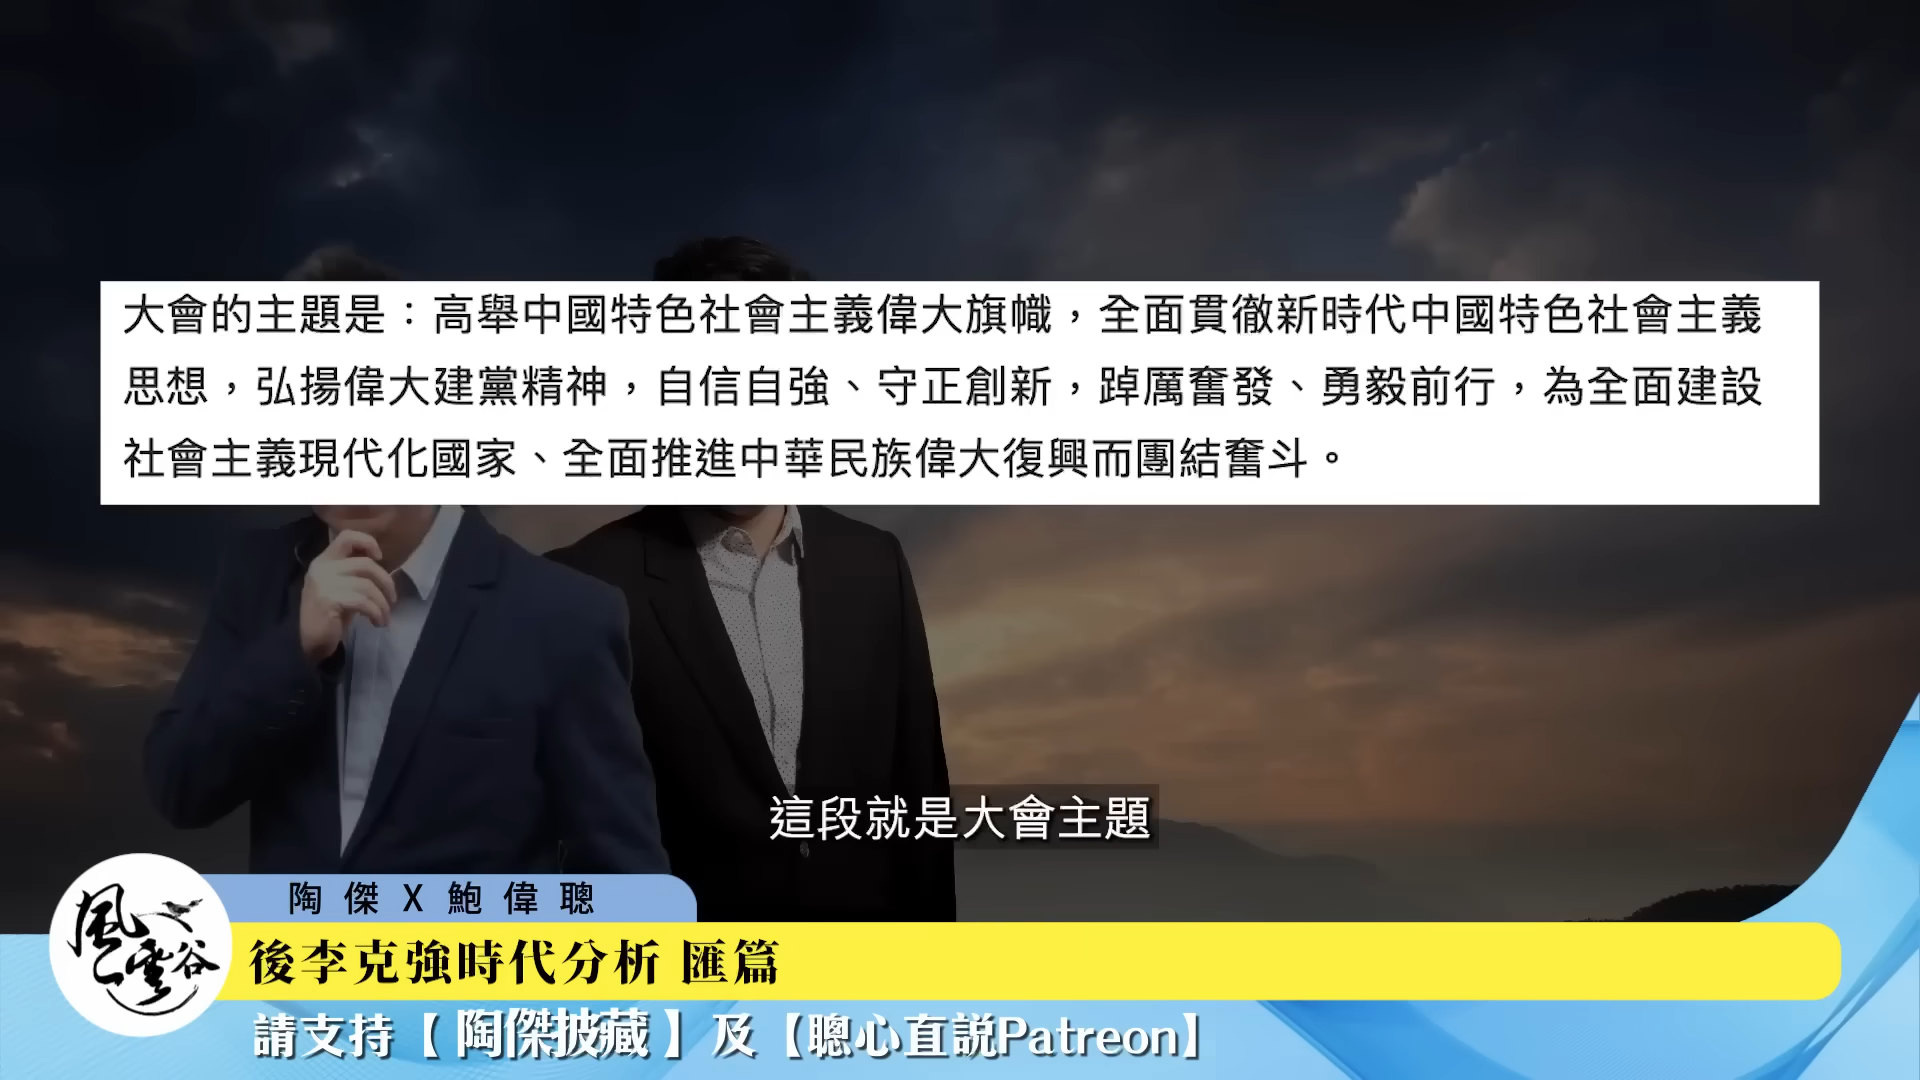 大會的主題是：高舉中國特色社會主義偉大旗幟，全面貫徹新時代中國特色社會主義
思想，弘揚偉大建黨精神，自信自強、守正創新，踔厲奮發、勇毅前行，為全面建設
社會主義現代化國家、全面推進中華民族偉大復興而團結奮斗。
這段就是大會主題
陶傑X鮑偉聰
風雲谷
後李克強時代分析 匯篇
請支持【陶傑披藏】及【聰心直説Patreon】